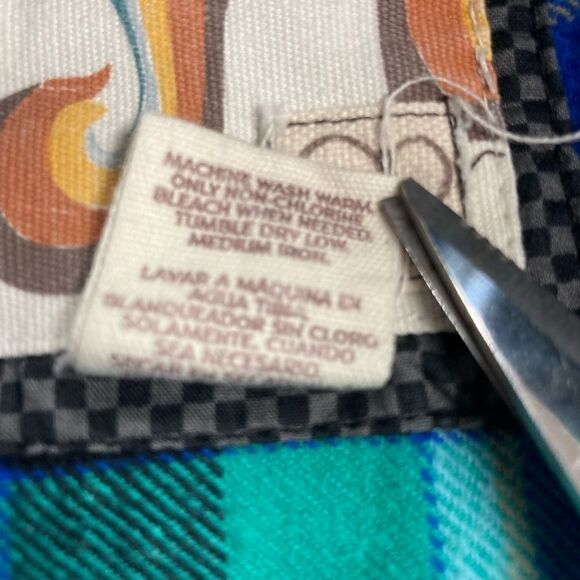 MACHINE WASH WARM.
ONLY NON-CHLORINE
BLEACH WHEN NEEDED.
TUMBLE DRY LOW.
MEDIUM IRON.
LAVAR A MÁQUINA EN
AGUA TIBIA.
BLANQUEADOR SIN CLORO
SOLAMENTE, CUANDO
SEA NECESARIO.